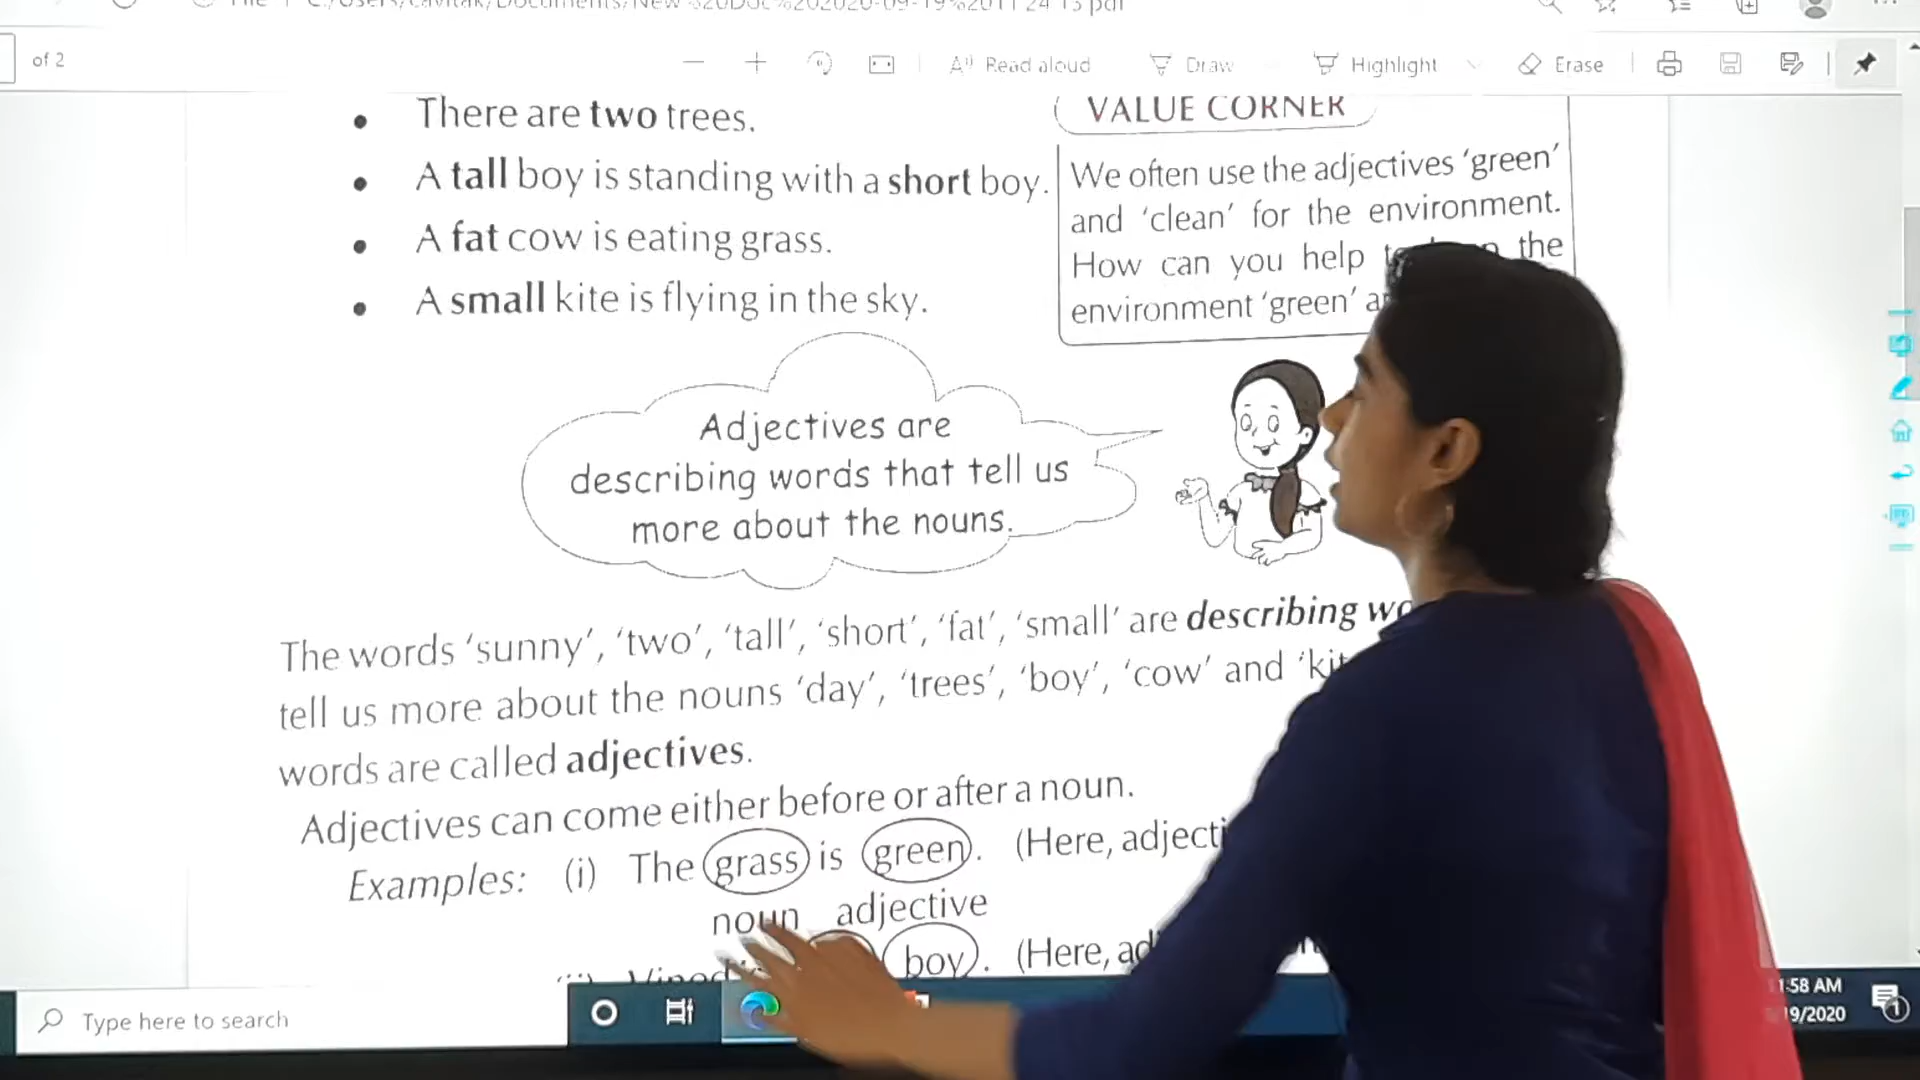 of 2
Read aloud
Draw
Highlight
Erase
There are two trees.
A tall boy is standing with a short boy.
A fat cow is eating grass.
A small kite is flying in the sky.
VALUE CORNER
We often use the adjectives ‘green’
and ‘clean’ for the environment.
How can you help the
environment ‘green’
Adjectives are
describing words that tell us
more about the nouns.
The words ‘sunny’, ‘two’, ‘tall’, ‘short’, ‘fat’, ‘small’ are describing
tell us more about the nouns ‘day’, ‘trees’, ‘boy’, ‘cow’ and
words are called adjectives.
Adjectives can come either before or after a noun.
Examples: (i) The grass is green. (Here,
noun adjective
boy. (Here,
Type here to search
:58 AM
19/2020
1